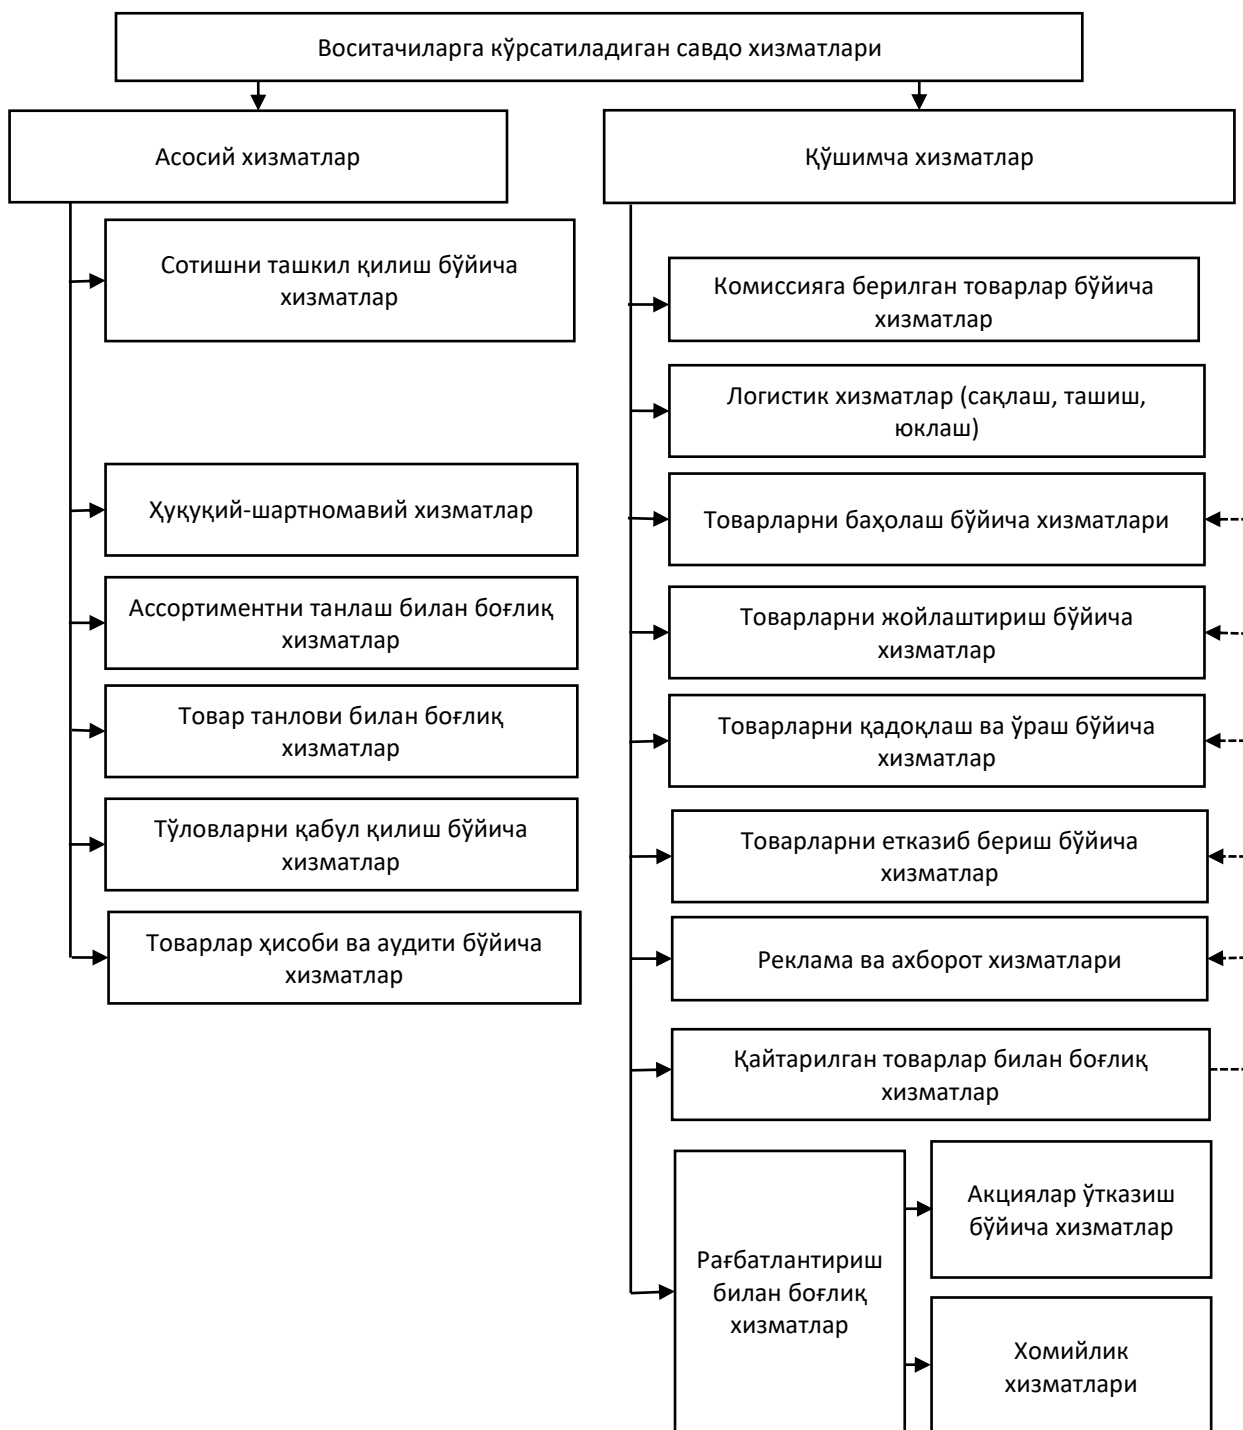 Воситачиларга кўрсатиладиган савдо хизматлари
Асосий хизматлар
Қўшимча хизматлар
Сотишни ташкил қилиш бўйича
хизматлар
Ҳуқуқий-шартномавий хизматлар
Ассортиментни танлаш билан боғлиқ
хизматлар
Товар танлови билан боғлиқ
хизматлар
Тўловларни қабул қилиш бўйича
хизматлар
Товарлар ҳисоби ва аудити бўйича
хизматлар
Комиссияга берилган товарлар бўйича
хизматлар
Логистик хизматлар (сақлаш, ташиш,
юклаш)
Товарларни баҳолаш бўйича хизматлари
Товарларни жойлаштириш бўйича
хизматлар
Товарларни қадоқлаш ва ўраш бўйича
хизматлар
Товарларни етказиб бериш бўйича
хизматлар
Реклама ва ахборот хизматлари
Қайтарилган товарлар билан боғлиқ
хизматлар
Рағбатлантириш
билан боғлиқ
хизматлар
Акциялар ўтказиш
бўйича хизматлар
Хомийлик
хизматлари